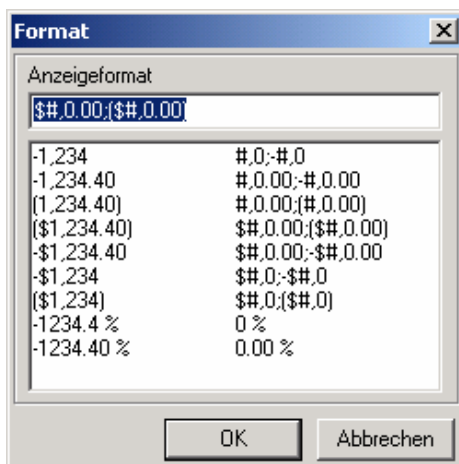 Format
Anzeigeformat
$#,0.00;($#,0.00)
-1,234 #,0;-#,0
-1,234.40 #,0.00;-#,0.00
(1,234.40) #,0.00;(#,0.00)
($1,234.40) $#,0.00;($#,0.00)
-$1,234.40 $#,0.00;-$#,0.00
-$1,234 $#,0;-$#,0
($1,234) $#,0;($#,0)
-1234.4 % 0 %
-1234.40 % 0.00 %
OK Abbrechen